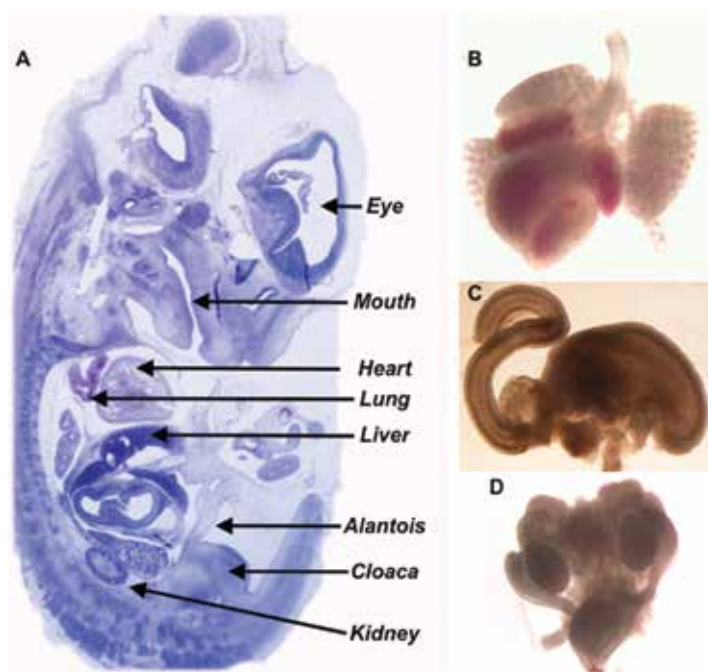 A
B
Eye
Mouth
C
Heart
Lung
Liver
D
Alantois
Cloaca
Kidney